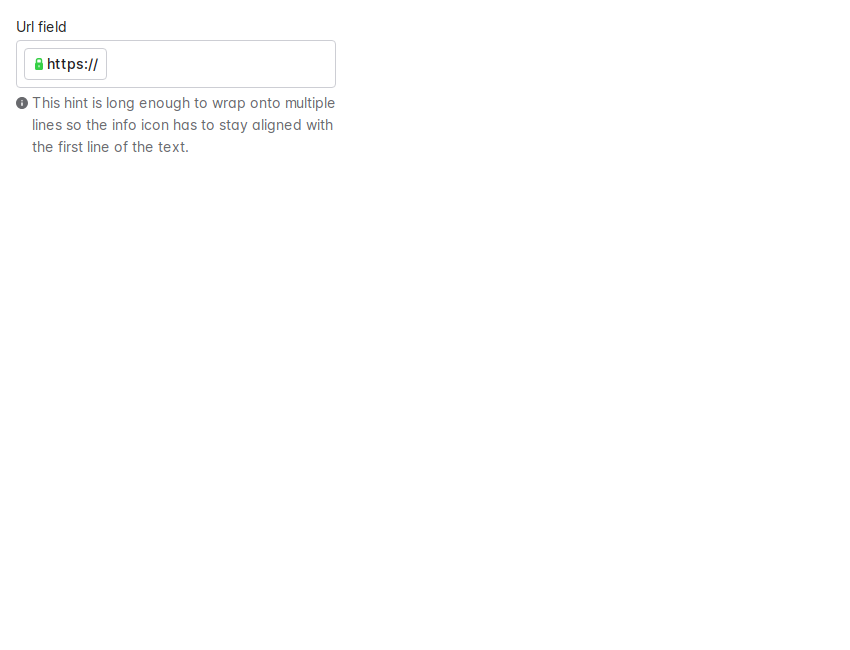 Url field
https://
This hint is long enough to wrap onto multiple
lines so the info icon has to stay aligned with
the first line of the text.